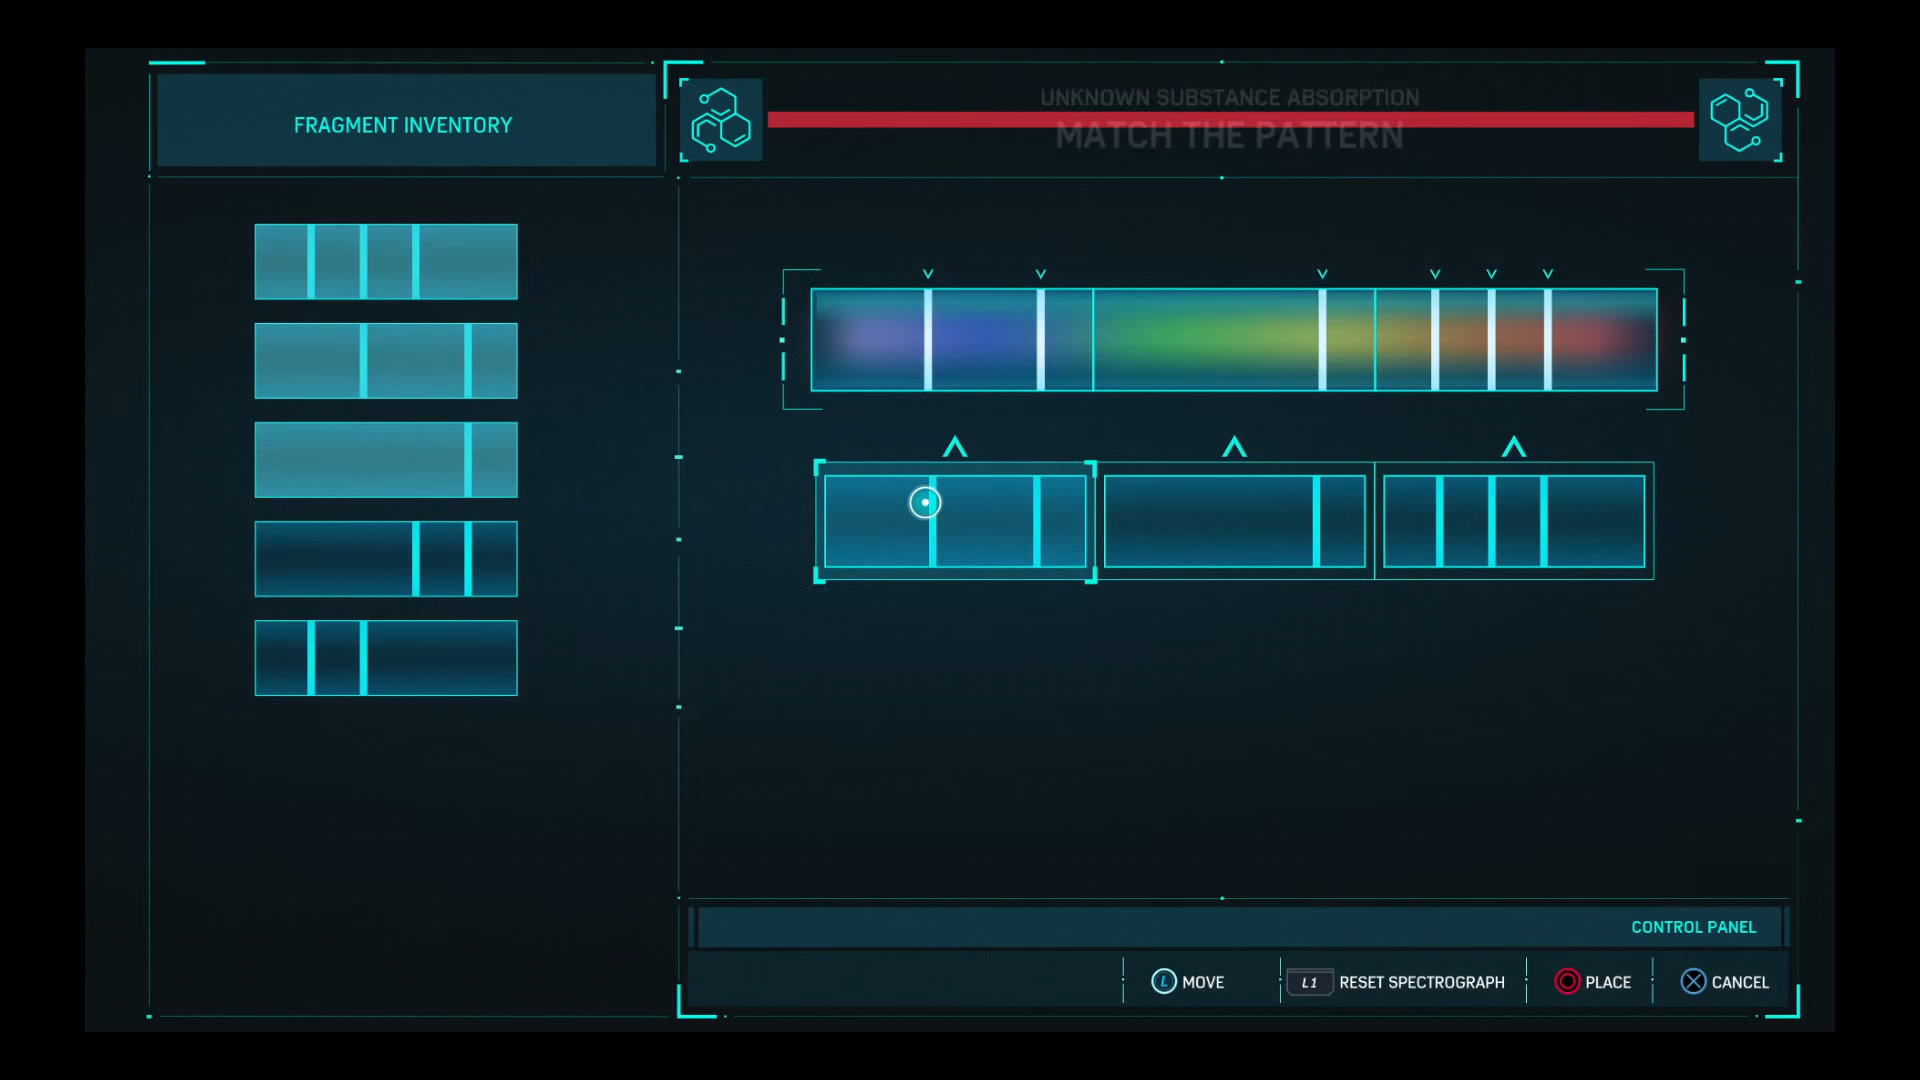 FRAGMENT INVENTORY
UNKNOWN SUBSTANCE ABSORPTION
MATCH THE PATTERN
CONTROL PANEL
L MOVE
L1 RESET SPECTROGRAPH
PLACE
CANCEL